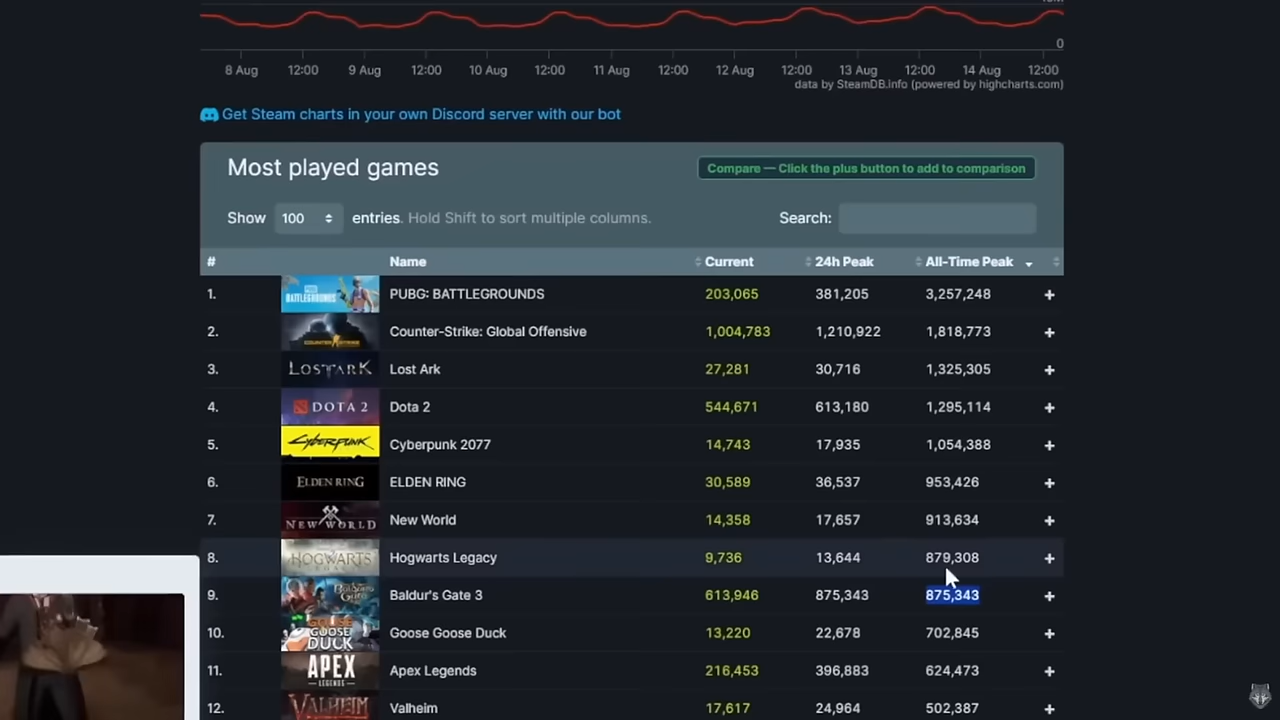 0
8 Aug 12:00 9 Aug 12:00 10 Aug 12:00 11 Aug 12:00 12 Aug 12:00 13 Aug 12:00 14 Aug 12:00
data by SteamDB.info (powered by highcharts.com)
Get Steam charts in your own Discord server with our bot
Most played games
Compare — Click the plus button to add to comparison
Show 100 entries. Hold Shift to sort multiple columns. Search:
# Name Current 24h Peak All-Time Peak
1. PUBG BATTLEGROUNDS PUBG: BATTLEGROUNDS 203,065 381,205 3,257,248 +
2. COUNTER STRIKE Counter-Strike: Global Offensive 1,004,783 1,210,922 1,818,773 +
3. LOST ARK Lost Ark 27,281 30,716 1,325,305 +
4. DOTA 2 Dota 2 544,671 613,180 1,295,114 +
5. CYBERPUNK Cyberpunk 2077 14,743 17,935 1,054,388 +
6. ELDEN RING ELDEN RING 30,589 36,537 953,426 +
7. NEW WORLD New World 14,358 17,657 913,634 +
8. HOGWARTS Hogwarts Legacy 9,736 13,644 879,308 +
9. Baldur's Gate Baldur's Gate 3 613,946 875,343 875,343 +
10. GOOSE GOOSE DUCK Goose Goose Duck 13,220 22,678 702,845 +
11. APEX LEGENDS Apex Legends 216,453 396,883 624,473 +
12. VALHEIM Valheim 17,617 24,964 502,387 +